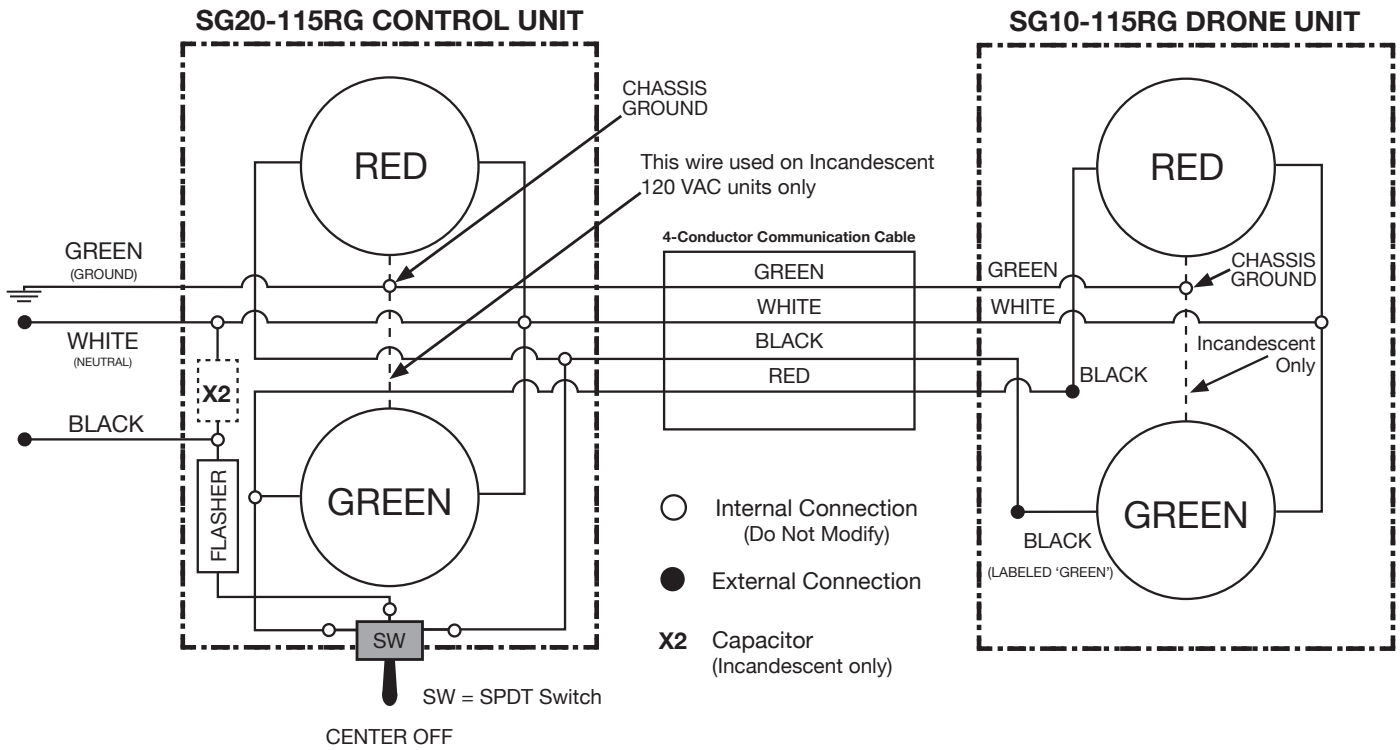 SG20-115RG CONTROL UNIT
SG10-115RG DRONE UNIT
CHASSIS
GROUND
RED
This wire used on Incandescent
120 VAC units only
RED
4-Conductor Communication Cable
GREEN
(GROUND)
GREEN
GREEN
CHASSIS
GROUND
WHITE
WHITE
WHITE
(NEUTRAL)
BLACK
Incandescent
Only
X2
RED
BLACK
BLACK
FLASHER
GREEN
GREEN
Internal Connection
(Do Not Modify)
BLACK
(LABELED ‘GREEN’)
External Connection
SW
X2 Capacitor
(Incandescent only)
SW = SPDT Switch
CENTER OFF